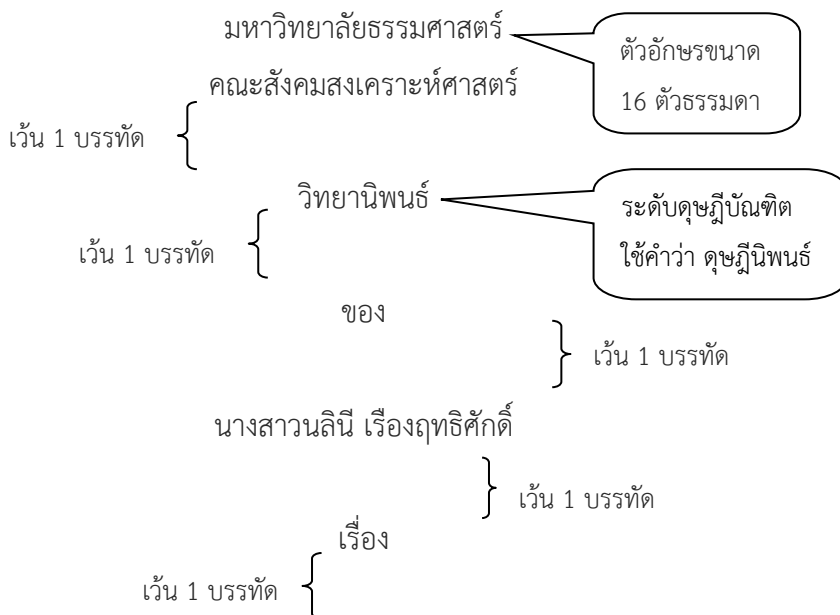 มหาวิทยาลัยธรรมศาสตร์
ตัวอักษรขนาด
16 ตัวธรรมดา
คณะสังคมสงเคราะห์ศาสตร์
เว้น 1 บรรทัด
วิทยานิพนธ์
ระดับดุษฎีบัณฑิต
ใช้คำว่า ดุษฎีนิพนธ์
เว้น 1 บรรทัด
ของ
เว้น 1 บรรทัด
นางสาวนลินี เรืองฤทธิศักดิ์
เว้น 1 บรรทัด
เรื่อง
เว้น 1 บรรทัด